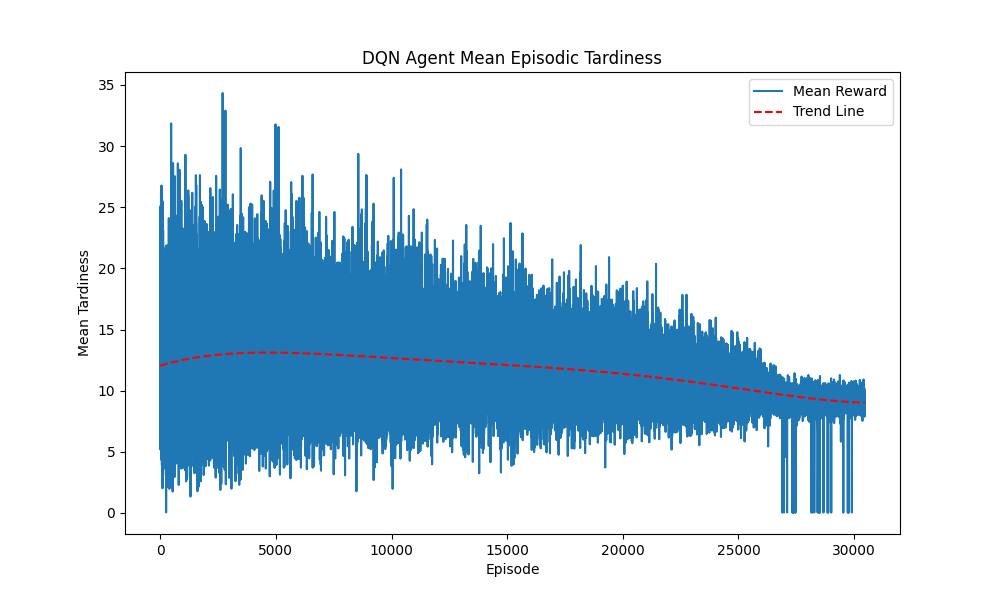 DQN Agent Mean Episodic Tardiness
35
30
25
20
15
10
5
0
Mean Tardiness
Mean Reward
Trend Line
0 5000 10000 15000 20000 25000 30000
Episode